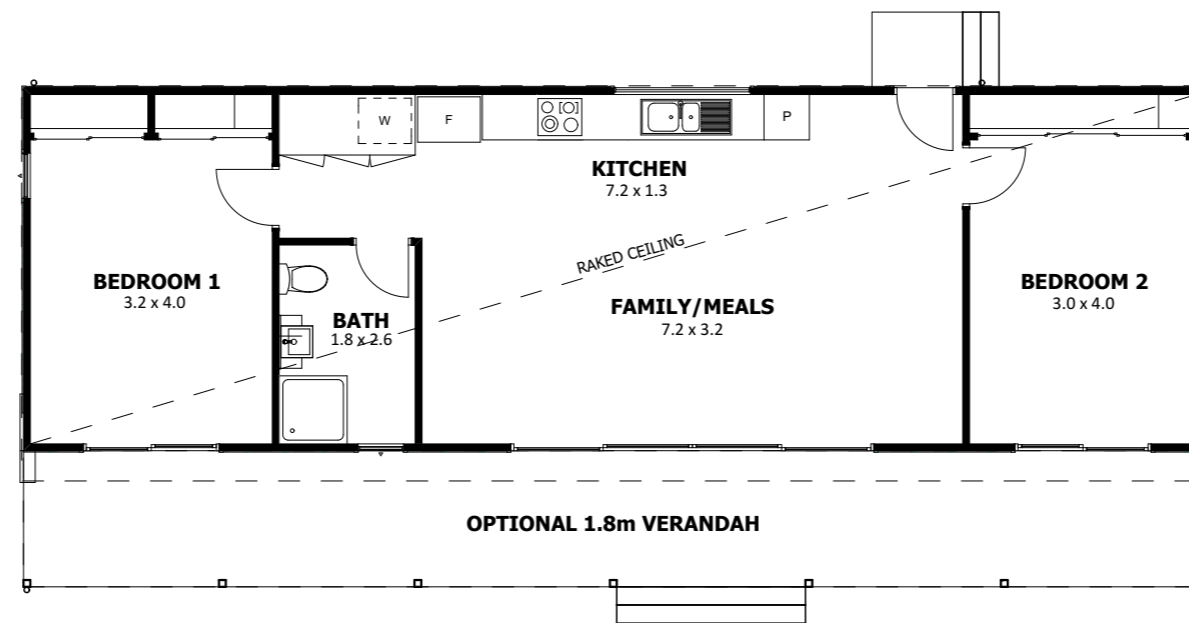 W
F
P
KITCHEN
7.2 x 1.3
RAKED CEILING
BEDROOM 1
3.2 x 4.0
BATH
1.8 x 2.6
FAMILY/MEALS
7.2 x 3.2
BEDROOM 2
3.0 x 4.0
OPTIONAL 1.8m VERANDAH